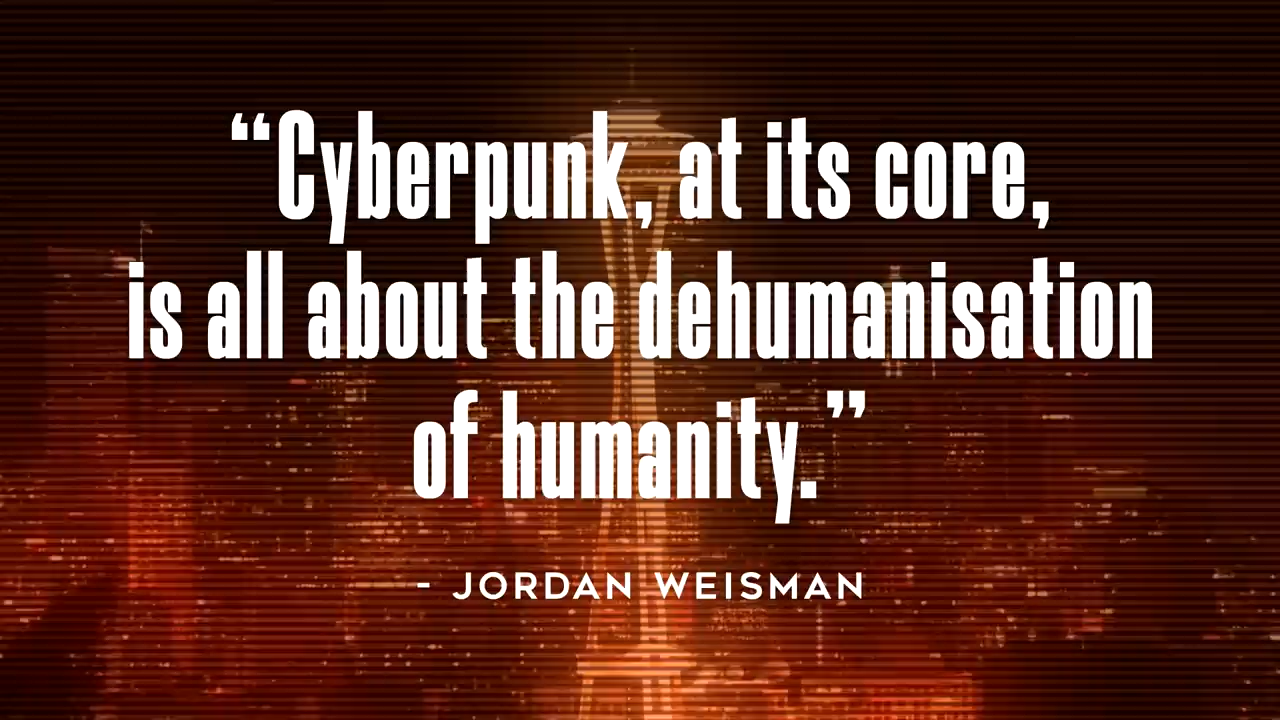 “Cyberpunk, at its core,
is all about the dehumanisation
of humanity.”
- JORDAN WEISMAN